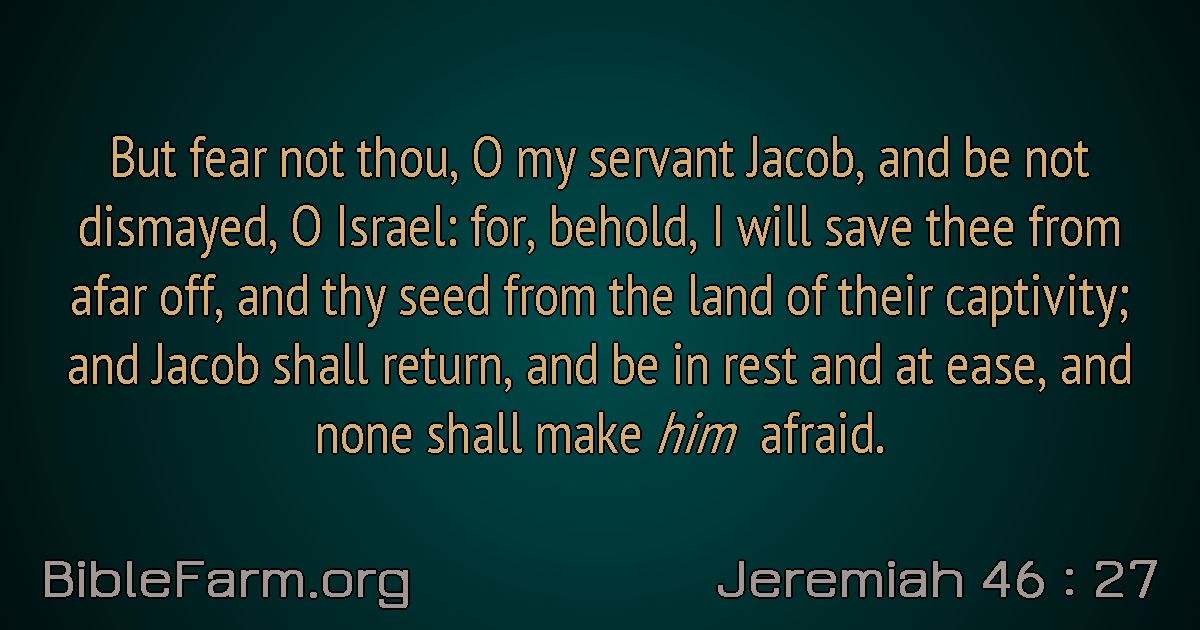 But fear not thou, O my servant Jacob, and be not
dismayed, O Israel: for, behold, I will save thee from
afar off, and thy seed from the land of their captivity;
and Jacob shall return, and be in rest and at ease, and
none shall make him afraid.
BibleFarm.org
Jeremiah 46 : 27